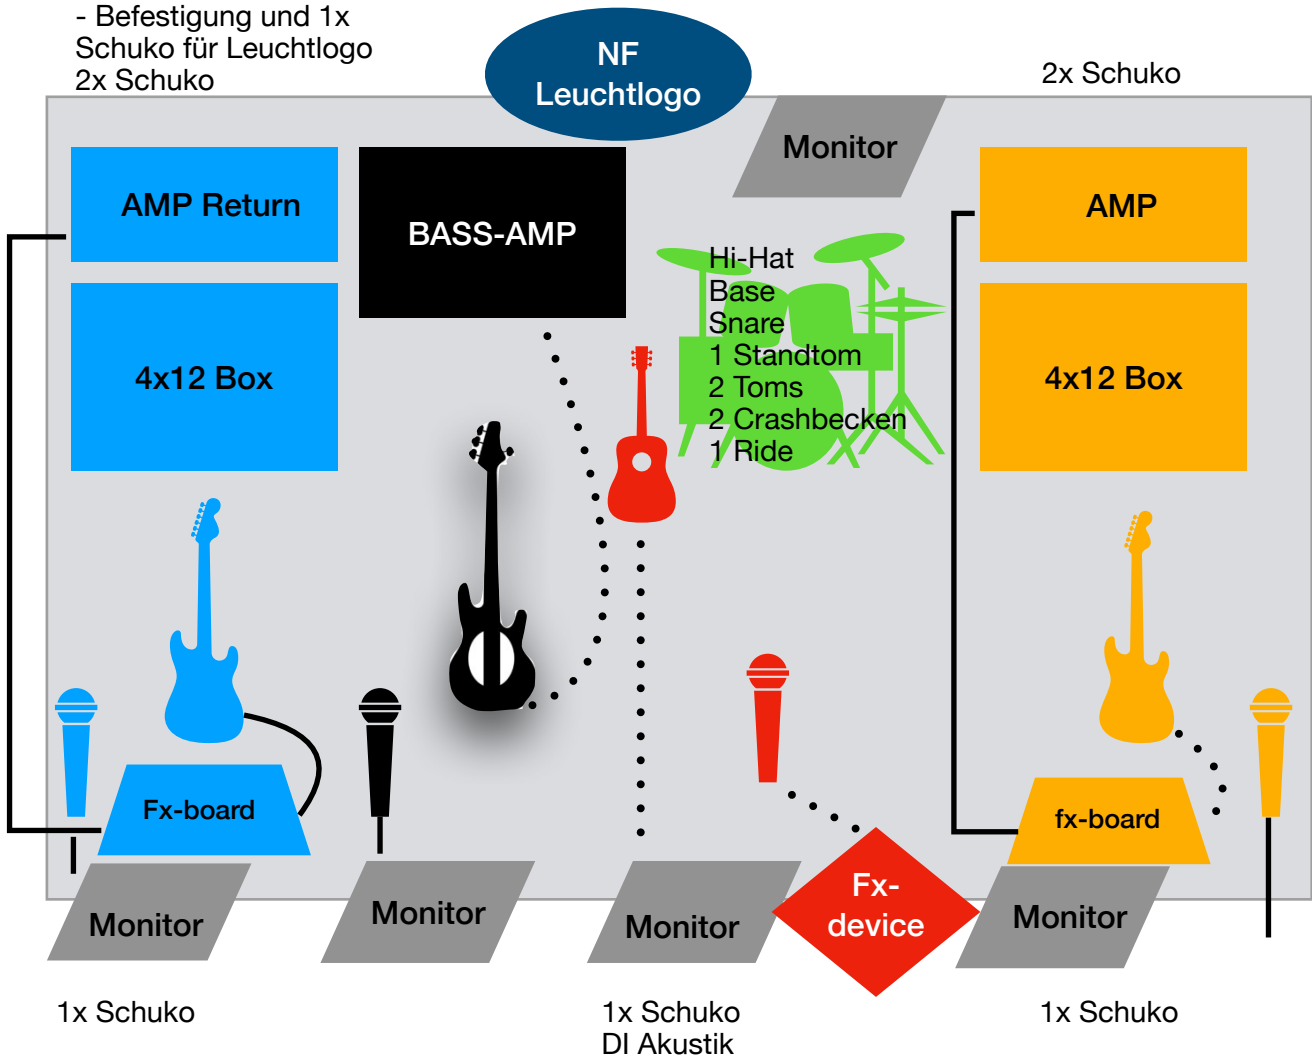 - Befestigung und 1x
Schuko für Leuchtlogo
2x Schuko
NF
Leuchtlogo
2x Schuko
Monitor
AMP Return
BASS-AMP
AMP
Hi-Hat
Base
Snare
1 Standtom
2 Toms
2 Crashbecken
1 Ride
4x12 Box
4x12 Box
Fx-board
fx-board
Monitor
Monitor
Monitor
Fx-
device
Monitor
1x Schuko
1x Schuko
DI Akustik
1x Schuko